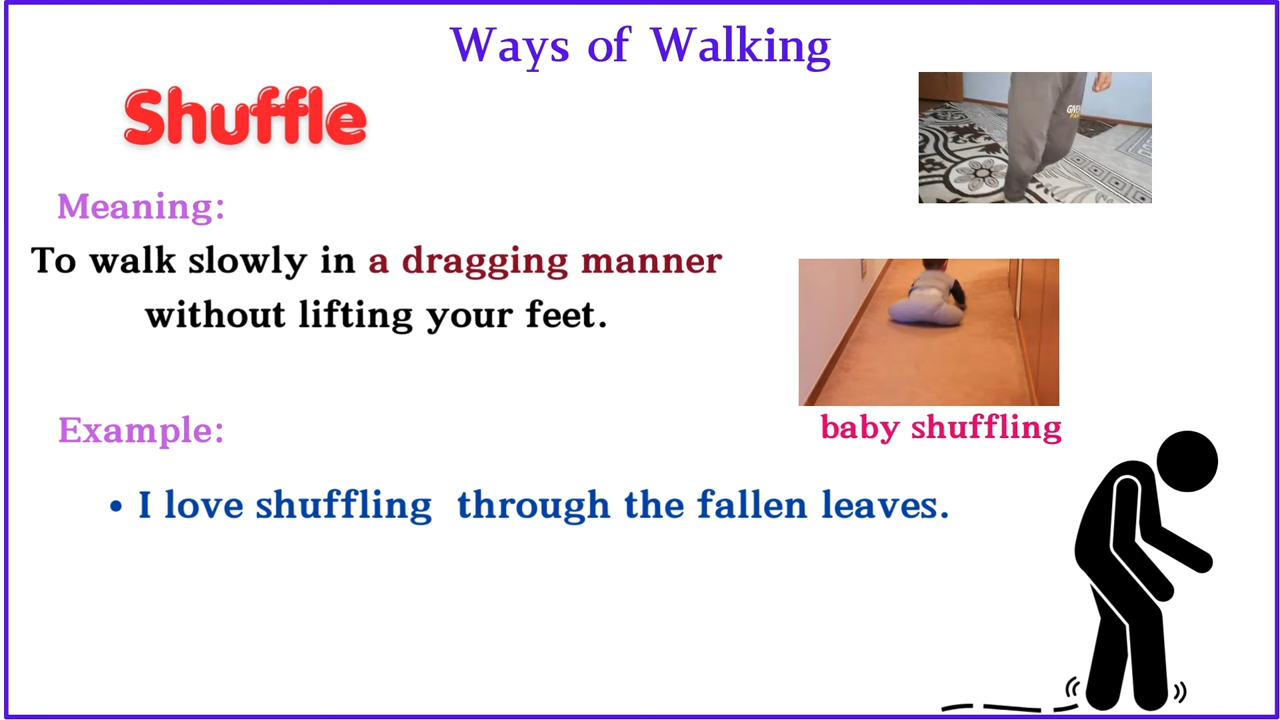 Ways of Walking
Shuffle
Meaning:
To walk slowly in a dragging manner
without lifting your feet.
baby shuffling
Example:
• I love shuffling through the fallen leaves.